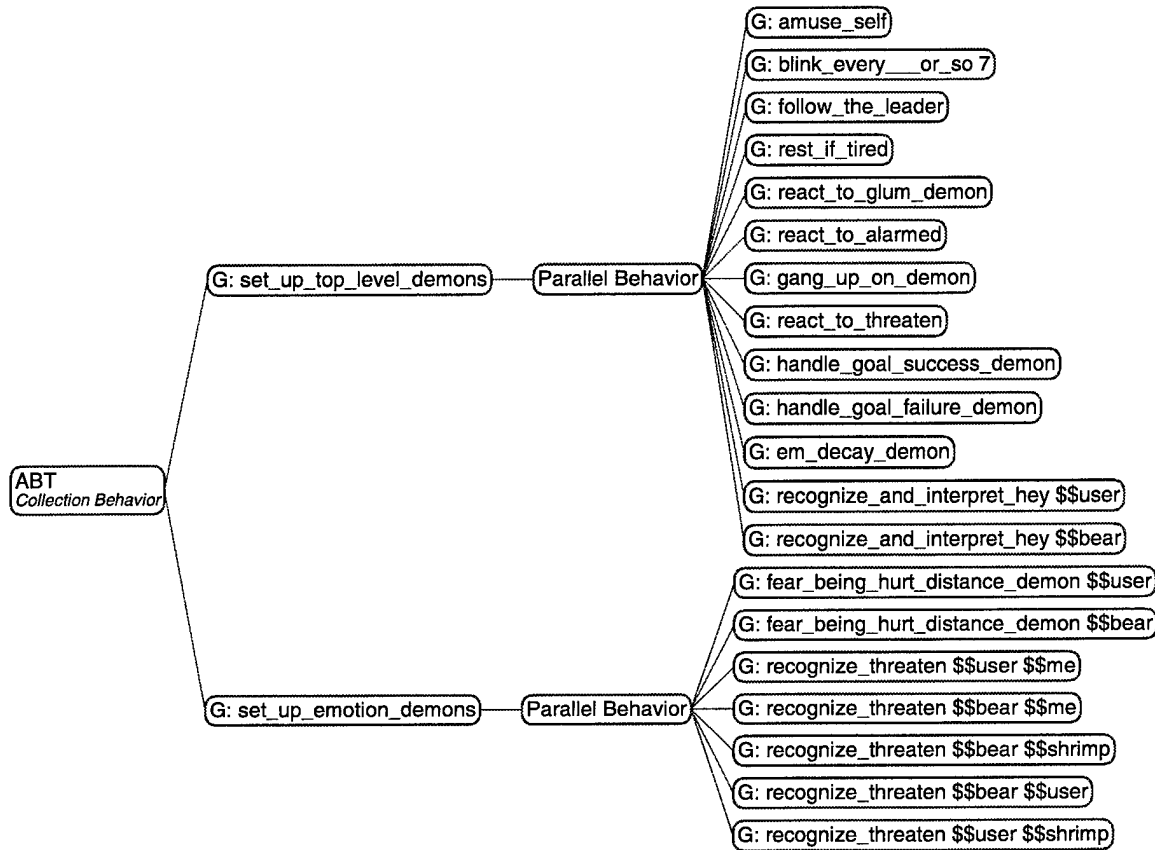 G: amuse_self
G: blink_every___or_so 7
G: follow_the_leader
G: rest_if_tired
G: react_to_glum_demon
G: react_to_alarmed
G: set_up_top_level_demons
Parallel Behavior
G: gang_up_on_demon
G: react_to_threaten
G: handle_goal_success_demon
G: handle_goal_failure_demon
G: em_decay_demon
ABT
Collection Behavior
G: recognize_and_interpret_hey $$user
G: recognize_and_interpret_hey $$bear
G: fear_being_hurt_distance_demon $$user
G: fear_being_hurt_distance_demon $$bear
G: recognize_threaten $$user $$me
G: set_up_emotion_demons
Parallel Behavior
G: recognize_threaten $$bear $$me
G: recognize_threaten $$bear $$shrimp
G: recognize_threaten $$bear $$user
G: recognize_threaten $$user $$shrimp